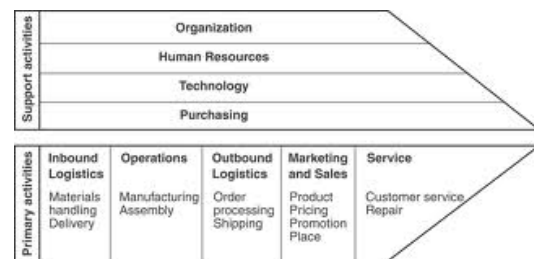 Support activities
Organization
Human Resources
Technology
Purchasing
Primary activities
Inbound
Logistics
Materials
handling
Delivery
Operations
Manufacturing
Assembly
Outbound
Logistics
Order
processing
Shipping
Marketing
and Sales
Product
Pricing
Promotion
Place
Service
Customer service
Repair